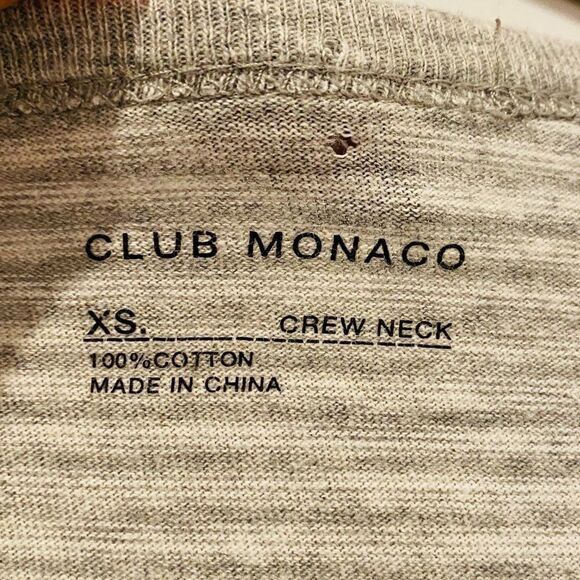 CLUB MONACO
XS. CREW NECK
100%COTTON
MADE IN CHINA